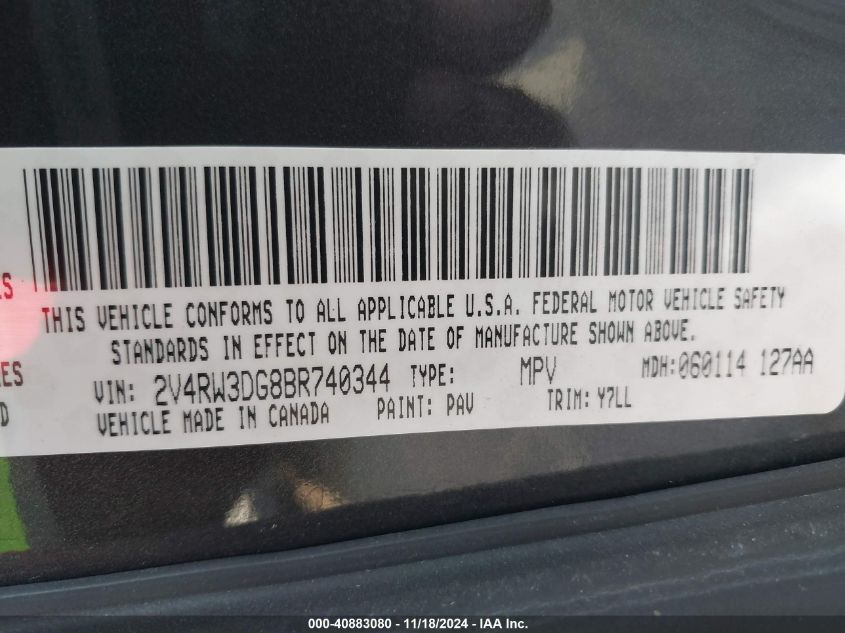 THIS VEHICLE CONFORMS TO ALL APPLICABLE U.S.A. FEDERAL MOTOR VEHICLE SAFETY
STANDARDS IN EFFECT ON THE DATE OF MANUFACTURE SHOWN ABOVE.
VIN: 2V4RW3DG8BR740344 TYPE: MPV MDH:060114 127AA
VEHICLE MADE IN CANADA PAINT: PAV TRIM: Y7LL
000-40883080 - 11/18/2024 - IAA Inc.